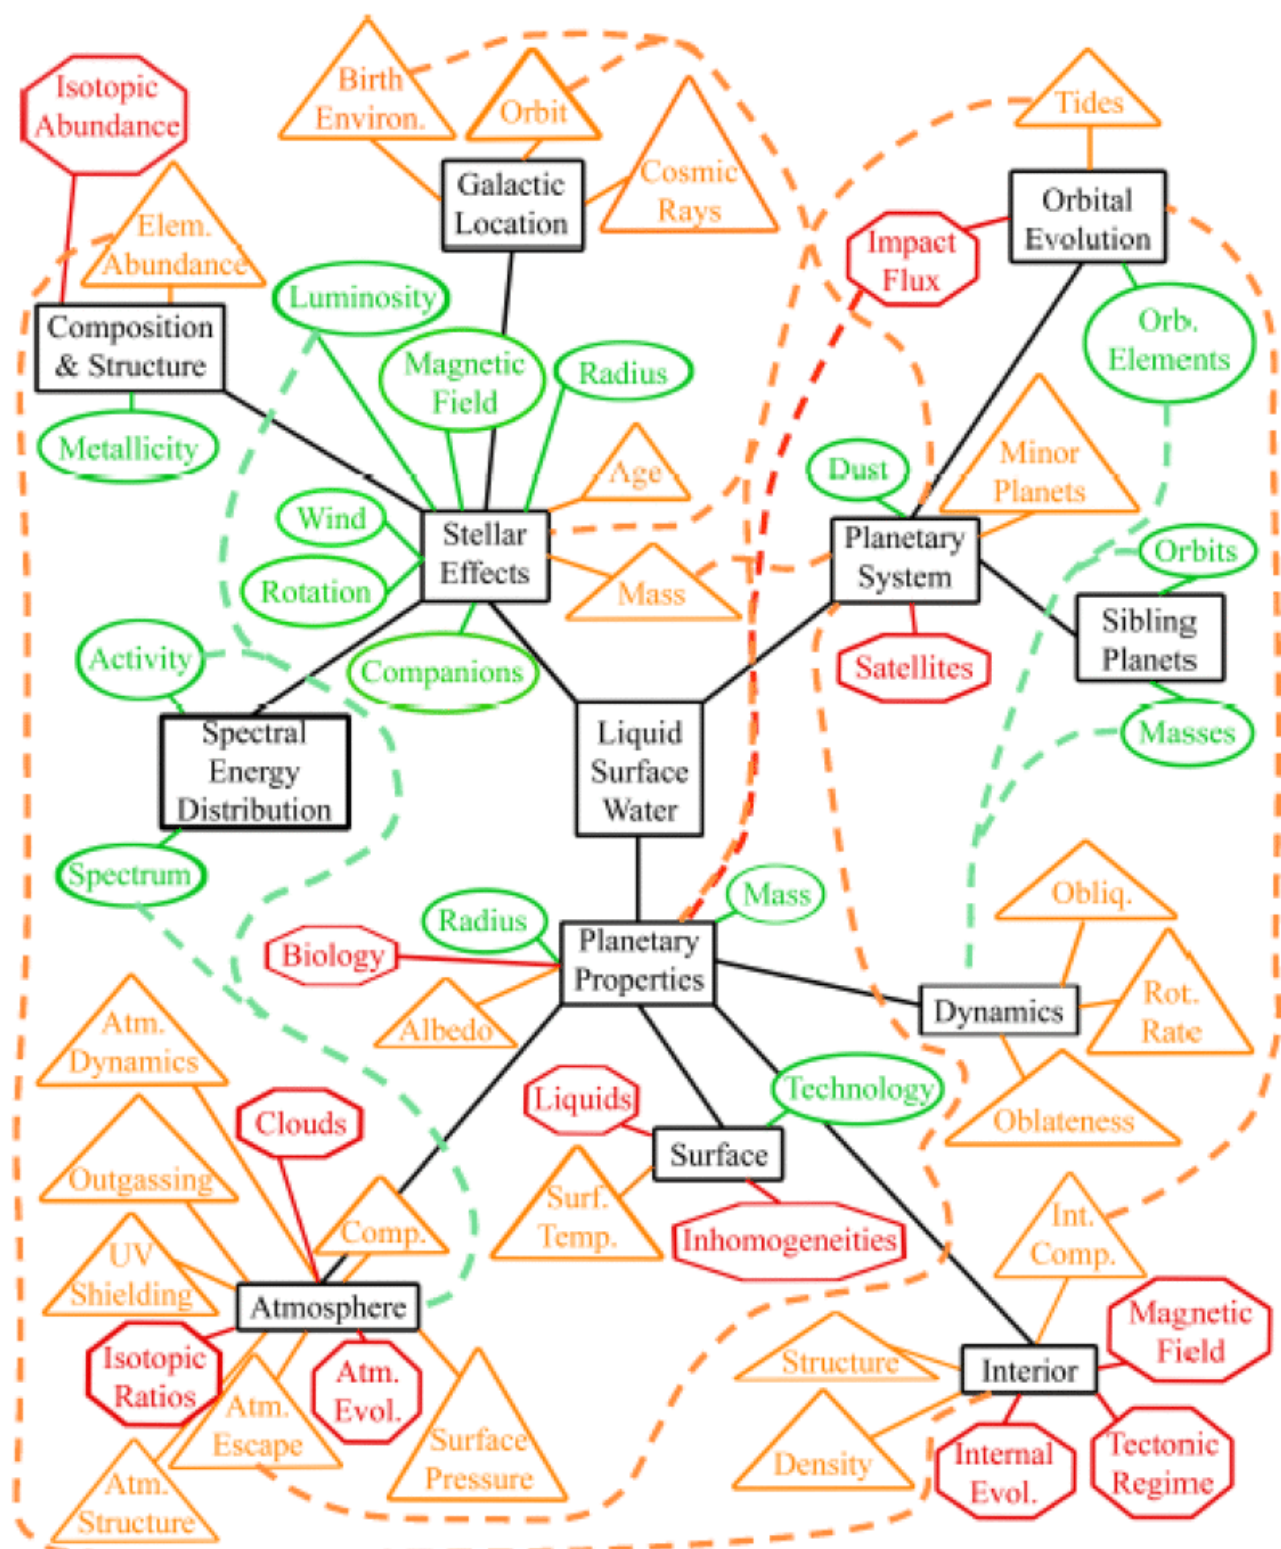 Isotopic
Abundance
Birth
Environ.
Orbit
Tides
Cosmic
Rays
Galactic
Location
Orbital
Evolution
Impact
Flux
Elem.
Abundance
Luminosity
Composition
& Structure
Magnetic
Field
Radius
Orb.
Elements
Metallicity
Age
Dust
Minor
Planets
Wind
Stellar
Effects
Planetary
System
Orbits
Rotation
Mass
Sibling
Planets
Activity
Companions
Satellites
Spectral
Energy
Distribution
Liquid
Surface
Water
Masses
Spectrum
Radius
Mass
Obliq.
Biology
Planetary
Properties
Albedo
Dynamics
Rot.
Rate
Atm.
Dynamics
Clouds
Liquids
Technology
Oblateness
Surface
Outgassing
Comp.
Surf.
Temp.
Inhomogeneities
Int.
Comp.
UV
Shielding
Atmosphere
Magnetic
Field
Isotopic
Ratios
Atm.
Evol.
Structure
Interior
Atm.
Escape
Surface
Pressure
Density
Internal
Evol.
Tectonic
Regime
Atm.
Structure